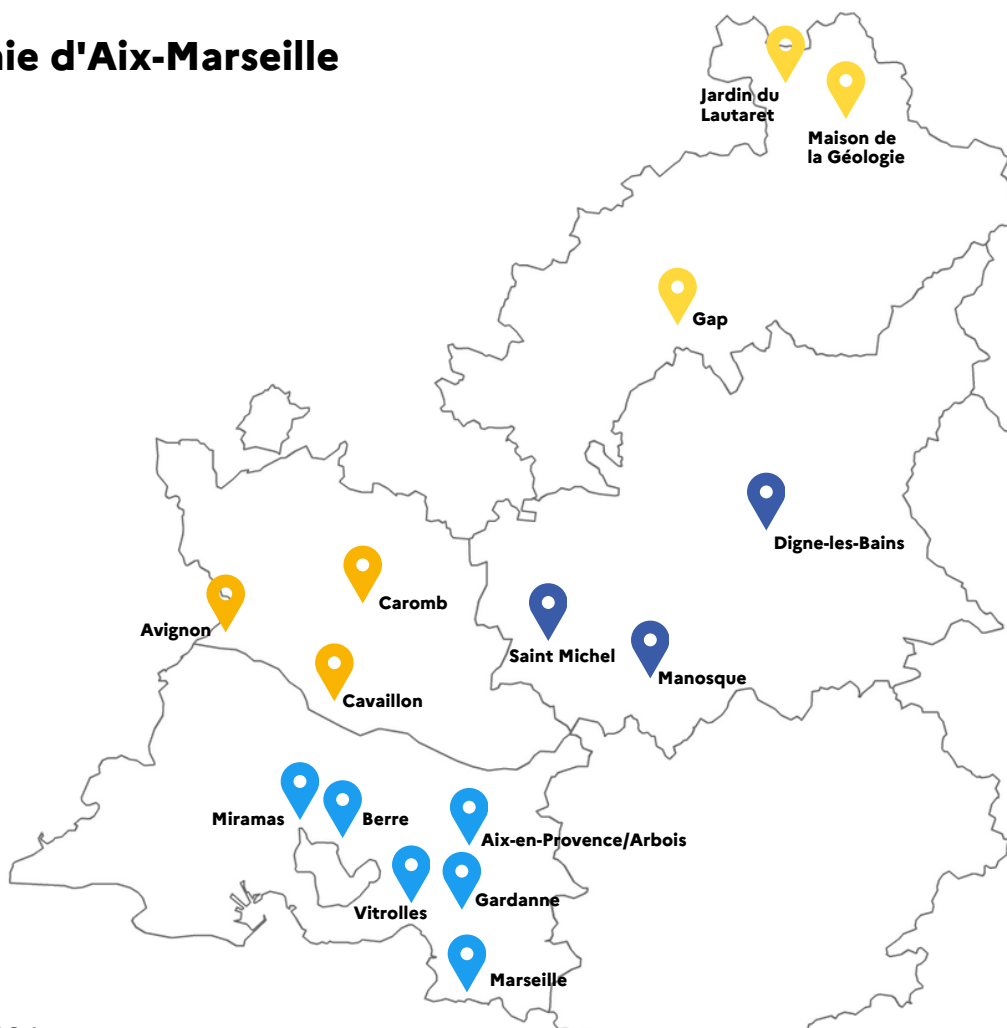 ie d'Aix-Marseille
Jardin du
Lautaret
Maison de
la Géologie
Gap
Digne-les-Bains
Caromb
Avignon
Saint Michel
Manosque
Cavaillon
Miramas
Berre
Aix-en-Provence/Arbois
Gardanne
Vitrolles
Marseille